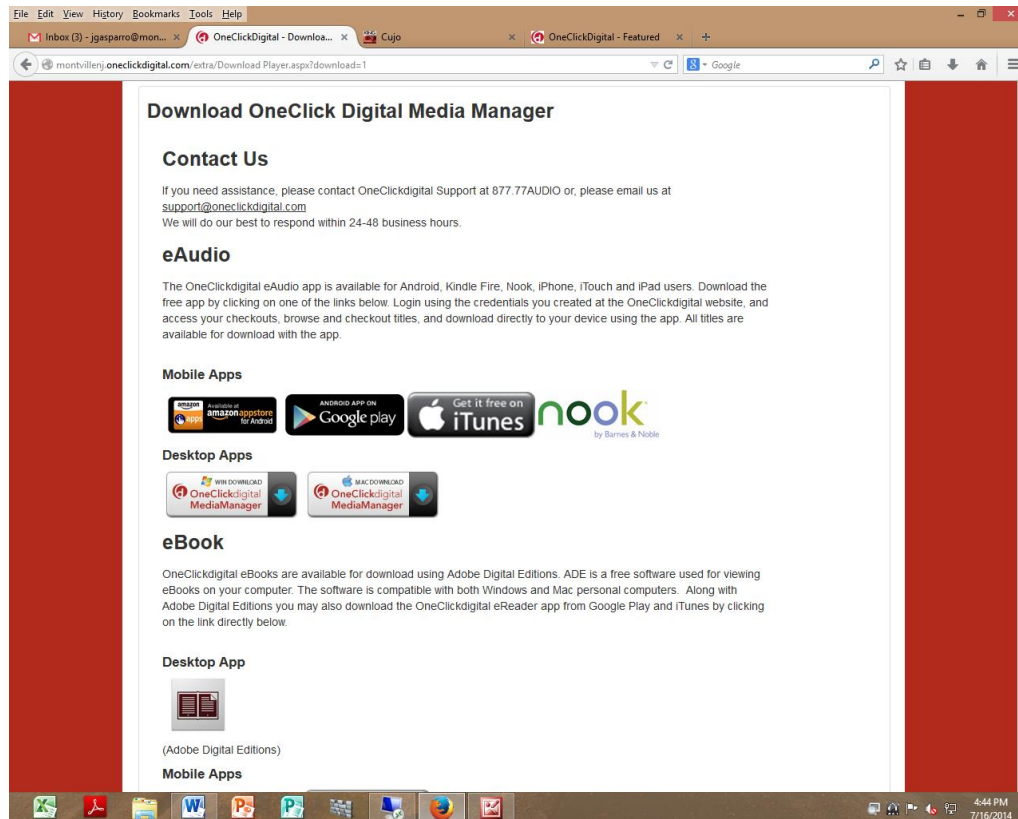 File Edit View History Bookmarks Tools Help
Inbox (3) - jgasparro@mon... × OneClickDigital - Downloa... × Cujo × OneClickDigital - Featured × +
montvillenj.oneclickdigital.com/extra/Download Player.aspx?download=1 Google
Download OneClick Digital Media Manager
Contact Us
If you need assistance, please contact OneClickdigital Support at 877.77AUDIO or, please email us at
support@oneclickdigital.com
We will do our best to respond within 24-48 business hours.
eAudio
The OneClickdigital eAudio app is available for Android, Kindle Fire, Nook, iPhone, iTouch and iPad users. Download the
free app by clicking on one of the links below. Login using the credentials you created at the OneClickdigital website, and
access your checkouts, browse and checkout titles, and download directly to your device using the app. All titles are
available for download with the app.
Mobile Apps
amazon apps Available at amazon appstore for Android
ANDROID APP ON Google play
Get it free on iTunes
nook by Barnes & Noble
Desktop Apps
WIN DOWNLOAD OneClickdigital MediaManager
MAC DOWNLOAD OneClickdigital MediaManager
eBook
OneClickdigital eBooks are available for download using Adobe Digital Editions. ADE is a free software used for viewing
eBooks on your computer. The software is compatible with both Windows and Mac personal computers. Along with
Adobe Digital Editions you may also download the OneClickdigital eReader app from Google Play and iTunes by clicking
on the link directly below.
Desktop App
(Adobe Digital Editions)
Mobile Apps
4:44 PM
7/16/2014